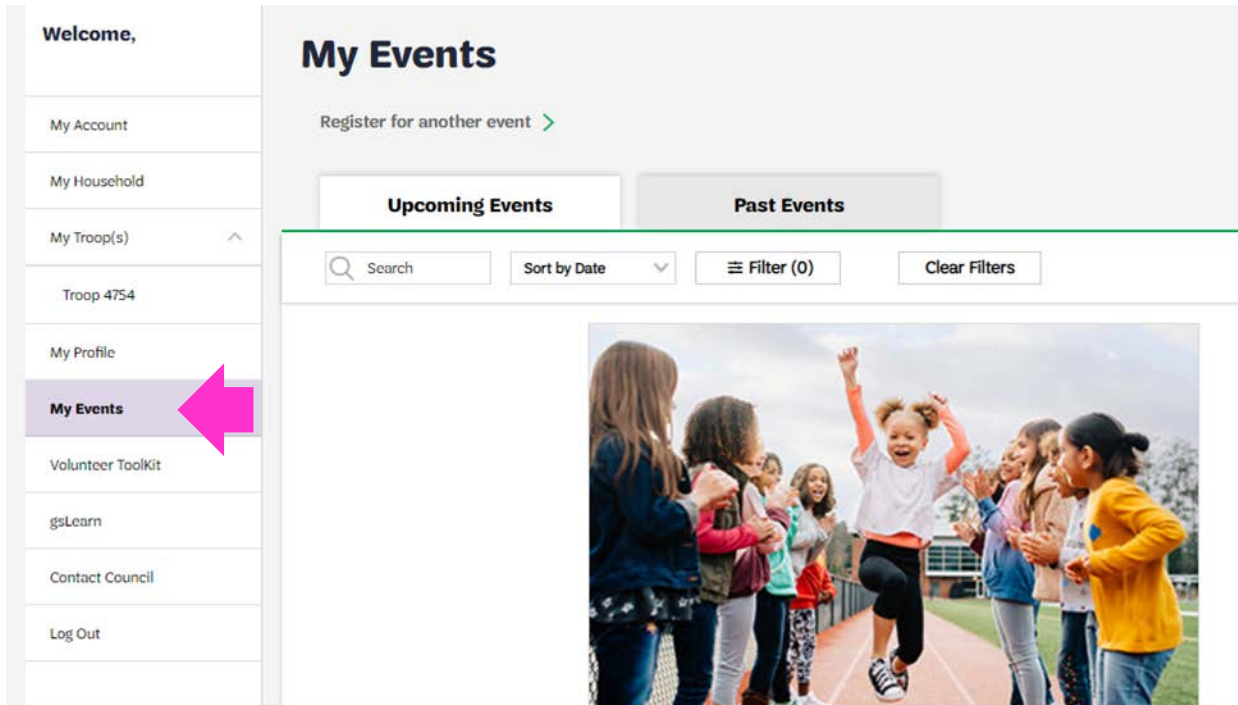 Welcome,
My Account
My Household
My Troop(s)
Troop 4754
My Profile
My Events
Volunteer ToolKit
gsLearn
Contact Council
Log Out
My Events
Register for another event
Upcoming Events
Past Events
Search
Sort by Date
Filter (0)
Clear Filters